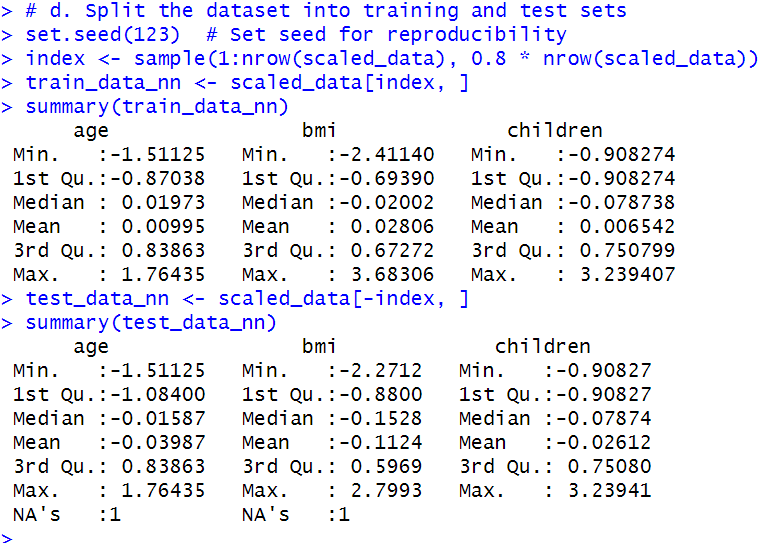 > # d. Split the dataset into training and test sets
> set.seed(123)  # Set seed for reproducibility
> index <- sample(1:nrow(scaled_data), 0.8 * nrow(scaled_data))
> train_data_nn <- scaled_data[index, ]
> summary(train_data_nn)
      age                bmi              children
 Min.   :-1.51125   Min.   :-2.41140   Min.   :-0.908274
 1st Qu.:-0.87038   1st Qu.:-0.69390   1st Qu.:-0.908274
 Median : 0.01973   Median :-0.02002   Median :-0.078738
 Mean   : 0.00995   Mean   : 0.02806   Mean   : 0.006542
 3rd Qu.: 0.83863   3rd Qu.: 0.67272   3rd Qu.: 0.750799
 Max.   : 1.76435   Max.   : 3.68306   Max.   : 3.239407
> test_data_nn <- scaled_data[-index, ]
> summary(test_data_nn)
      age                bmi             children
 Min.   :-1.51125   Min.   :-2.2712   Min.   :-0.90827
 1st Qu.:-1.08400   1st Qu.:-0.8800   1st Qu.:-0.90827
 Median :-0.01587   Median :-0.1528   Median :-0.07874
 Mean   :-0.03987   Mean   :-0.1124   Mean   :-0.02612
 3rd Qu.: 0.83863   3rd Qu.: 0.5969   3rd Qu.: 0.75080
 Max.   : 1.76435   Max.   : 2.7993   Max.   : 3.23941
 NA's   :1          NA's   :1
>